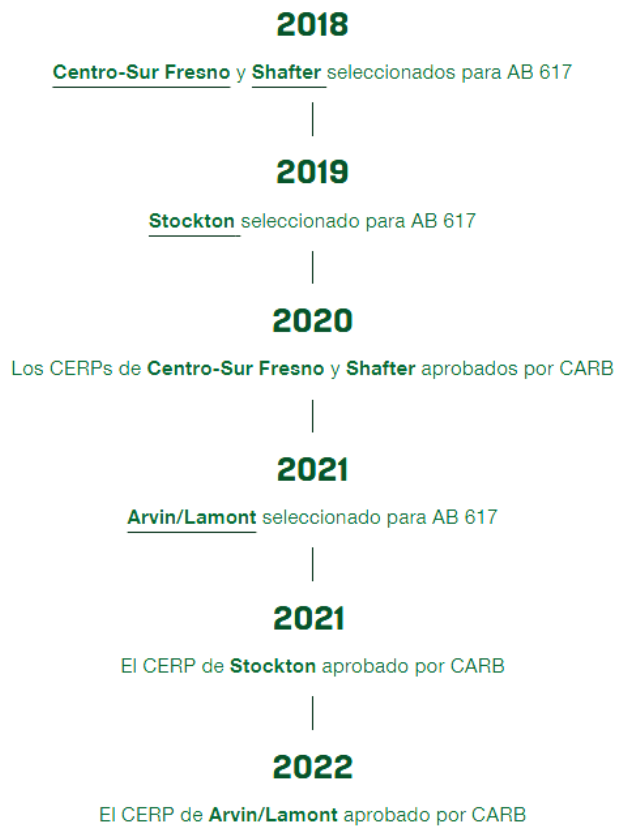 2018
Centro-Sur Fresno y Shafter seleccionados para AB 617
2019
Stockton seleccionado para AB 617
2020
Los CERPs de Centro-Sur Fresno y Shafter aprobados por CARB
2021
Arvin/Lamont seleccionado para AB 617
2021
El CERP de Stockton aprobado por CARB
2022
El CERP de Arvin/Lamont aprobado por CARB